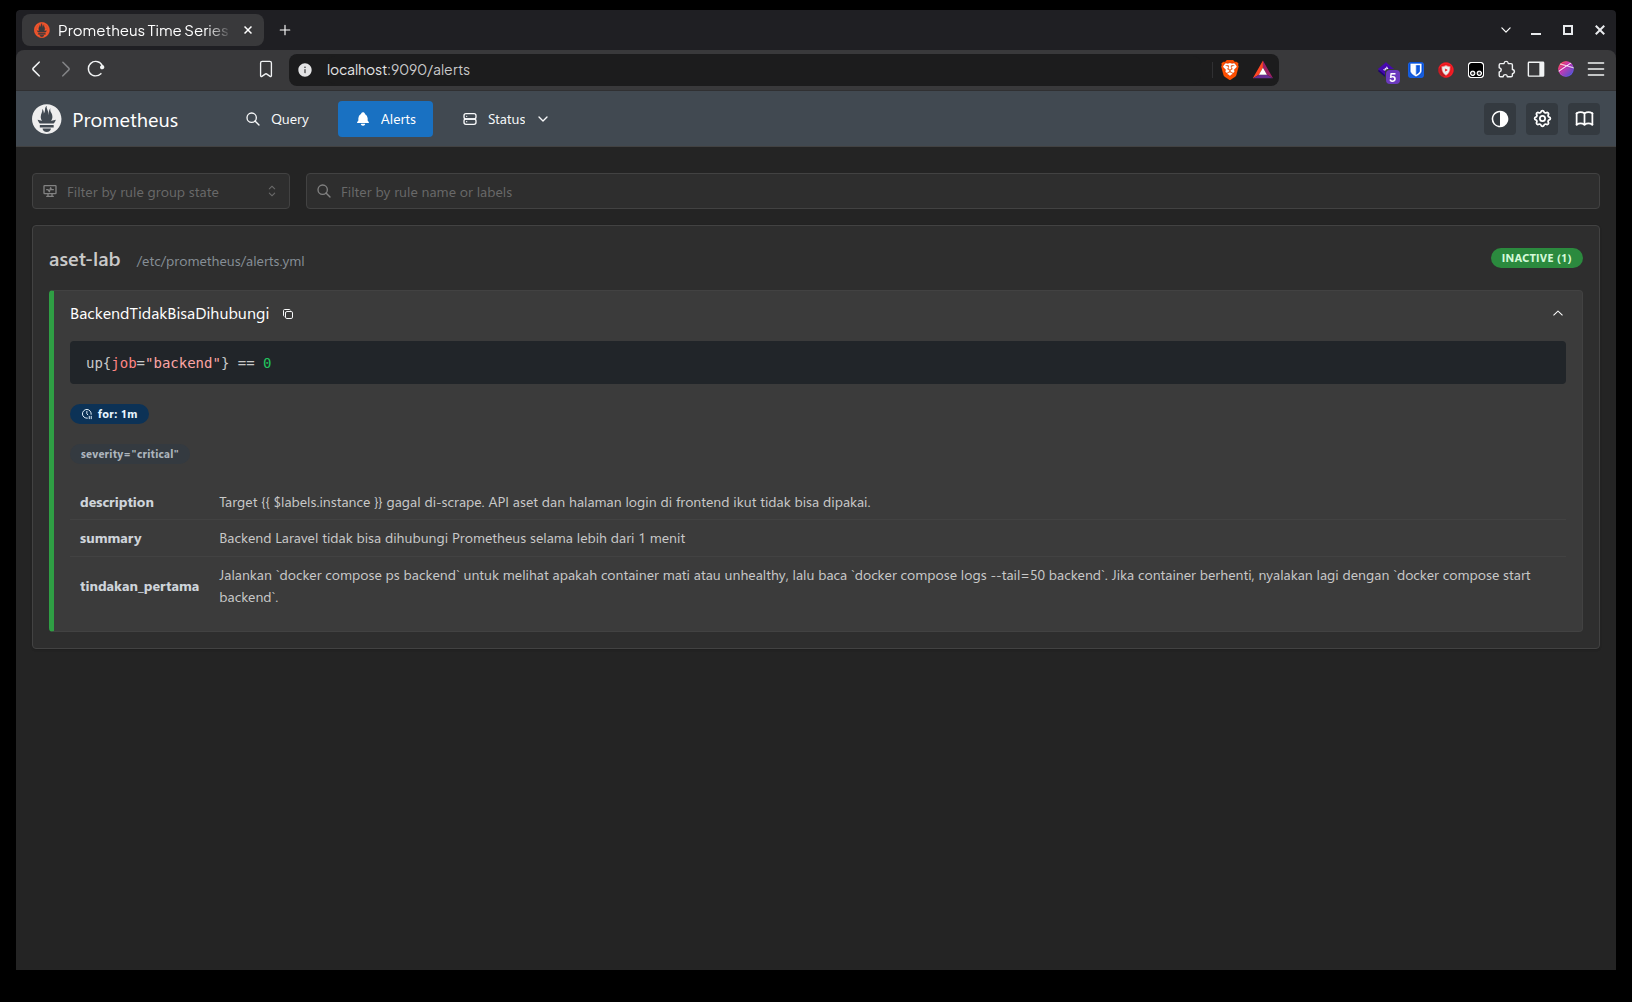 Prometheus Time Series
localhost:9090/alerts
5
Prometheus
Query
Alerts
Status
Filter by rule group state
Filter by rule name or labels
aset-lab /etc/prometheus/alerts.yml
INACTIVE (1)
BackendTidakBisaDihubungi
up{job="backend"} == 0
for: 1m
severity="critical"
description Target {{ $labels.instance }} gagal di-scrape. API aset dan halaman login di frontend ikut tidak bisa dipakai.
summary Backend Laravel tidak bisa dihubungi Prometheus selama lebih dari 1 menit
tindakan_pertama Jalankan `docker compose ps backend` untuk melihat apakah container mati atau unhealthy, lalu baca `docker compose logs --tail=50 backend`. Jika container berhenti, nyalakan lagi dengan `docker compose start
backend`.